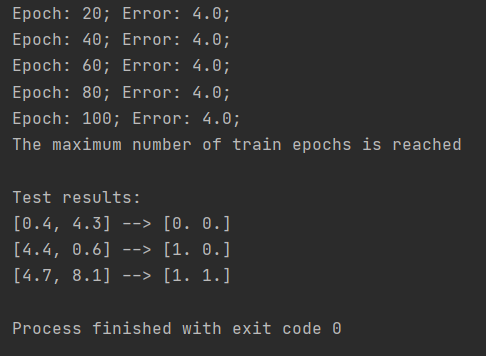 Epoch: 20; Error: 4.0;
Epoch: 40; Error: 4.0;
Epoch: 60; Error: 4.0;
Epoch: 80; Error: 4.0;
Epoch: 100; Error: 4.0;
The maximum number of train epochs is reached
Test results:
[0.4, 4.3] --> [0. 0.]
[4.4, 0.6] --> [1. 0.]
[4.7, 8.1] --> [1. 1.]
Process finished with exit code 0